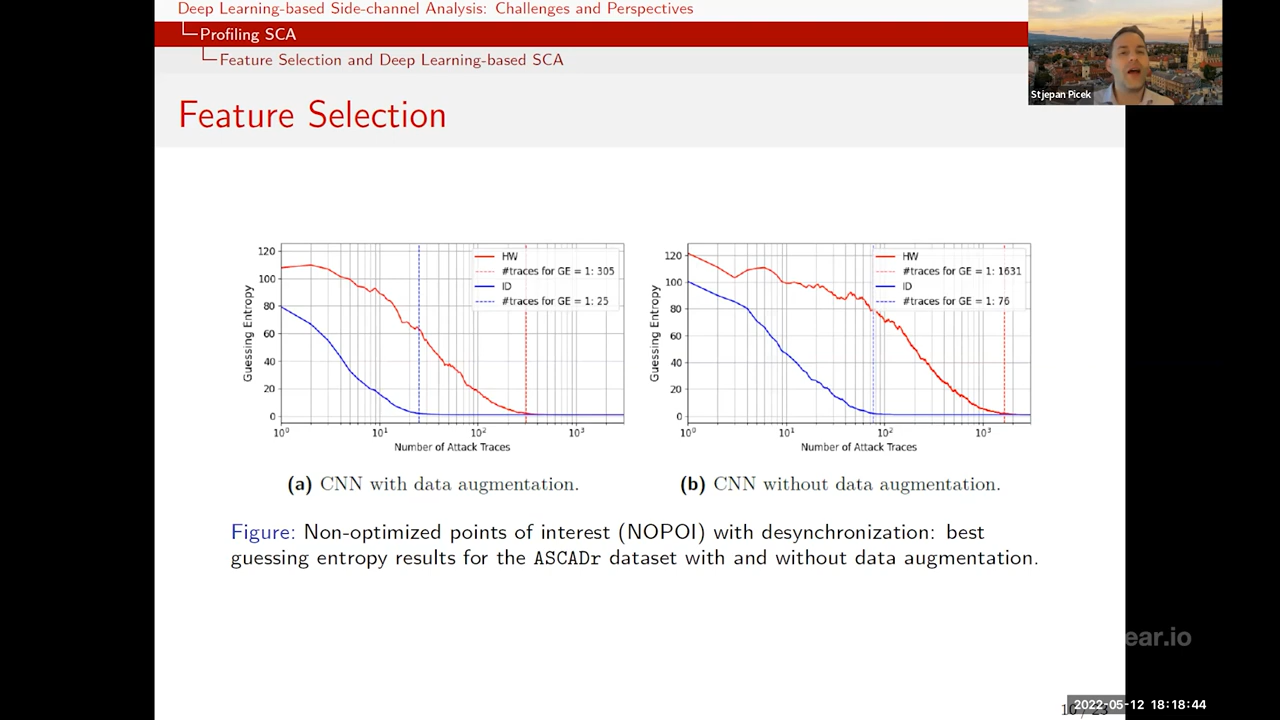 Deep Learning-based Side-channel Analysis: Challenges and Perspectives
Profiling SCA
Feature Selection and Deep Learning-based SCA
Stjepan Picek
Feature Selection
Guessing Entropy
120
100
80
60
40
20
0
HW
#traces for GE = 1: 305
ID
#traces for GE = 1: 25
10⁰
10¹
10²
10³
Number of Attack Traces
(a) CNN with data augmentation.
Guessing Entropy
120
100
80
60
40
20
0
HW
#traces for GE = 1: 1631
ID
#traces for GE = 1: 76
10⁰
10¹
10²
10³
Number of Attack Traces
(b) CNN without data augmentation.
Figure: Non-optimized points of interest (NOPOI) with desynchronization: best
guessing entropy results for the ASCADr dataset with and without data augmentation.
ear.io
2022-05-12 18:18:44